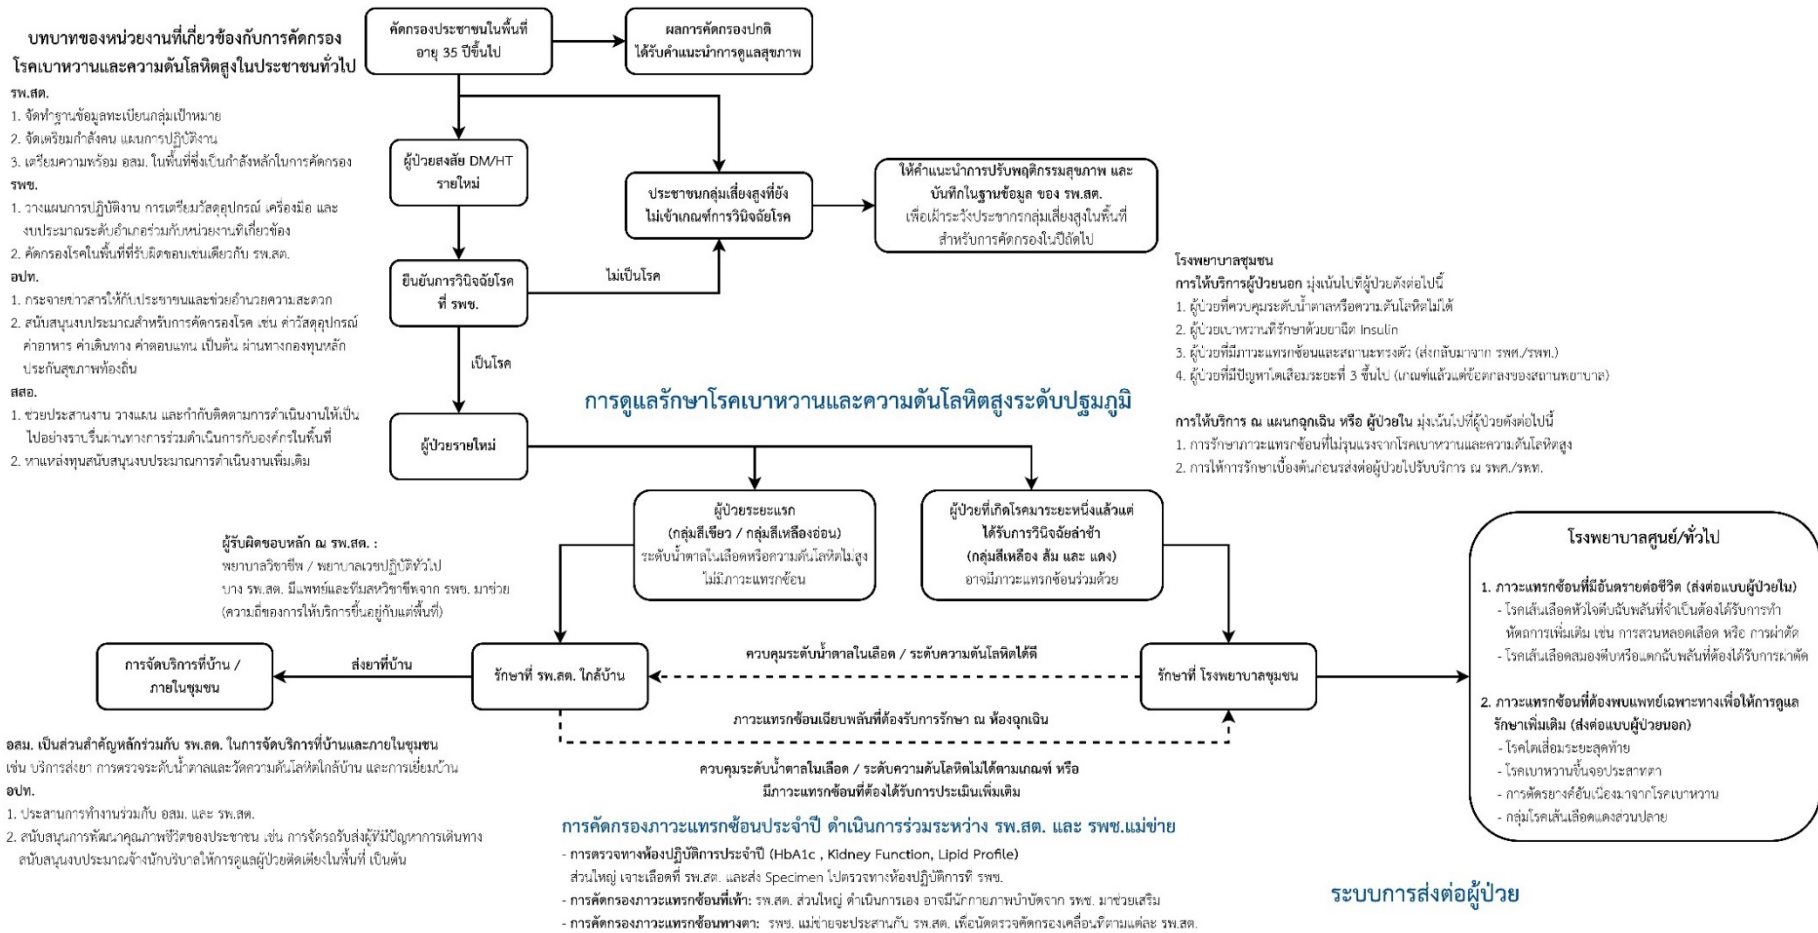 บทบาทของหน่วยงานที่เกี่ยวข้องกับการคัดกรอง
โรคเบาหวานและความดันโลหิตสูงในประชาชนทั่วไป
รพ.สต.
1. จัดทำฐานข้อมูลทะเบียนกลุ่มเป้าหมาย
2. จัดเตรียมกำลังคน แผนการปฏิบัติงาน
3. เตรียมความพร้อม อสม. ในพื้นที่ซึ่งเป็นกำลังหลักในการคัดกรอง
รพช.
1. วางแผนการปฏิบัติงาน การเตรียมวัสดุอุปกรณ์ เครื่องมือ และ
งบประมาณระดับอำเภอร่วมกับหน่วยงานที่เกี่ยวข้อง
2. คัดกรองโรคในพื้นที่ที่รับผิดชอบเช่นเดียวกับ รพ.สต.
อปท.
1. กระจายข่าวสารให้กับประชาชนและช่วยอำนวยความสะดวก
2. สนับสนุนงบประมาณสำหรับการคัดกรองโรค เช่น ค่าวัสดุอุปกรณ์
ค่าอาหาร ค่าเดินทาง ค่าตอบแทน เป็นต้น ผ่านทางกองทุนหลัก
ประกันสุขภาพท้องถิ่น
สสอ.
1. ช่วยประสานงาน วางแผน และกำกับติดตามการดำเนินงานให้เป็น
ไปอย่างราบรื่นผ่านทางการร่วมดำเนินการกับองค์กรในพื้นที่
2. หาแหล่งทุนสนับสนุนงบประมาณการดำเนินงานเพิ่มเติม
คัดกรองประชาชนในพื้นที่
อายุ 35 ปีขึ้นไป
ผลการคัดกรองปกติ
ได้รับคำแนะนำการดูแลสุขภาพ
ผู้ป่วยสงสัย DM/HT
รายใหม่
ประชาชนกลุ่มเสี่ยงสูงที่ยัง
ไม่เข้าเกณฑ์การวินิจฉัยโรค
ให้คำแนะนำการปรับพฤติกรรมสุขภาพ และ
บันทึกในฐานข้อมูล ของ รพ.สต.
เพื่อเฝ้าระวังประชากรกลุ่มเสี่ยงสูงในพื้นที่
สำหรับการคัดกรองในปีถัดไป
ยืนยันการวินิจฉัยโรค
ที่ รพช.
ไม่เป็นโรค
เป็นโรค
โรงพยาบาลชุมชน
การให้บริการผู้ป่วยนอก มุ่งเน้นไปที่ผู้ป่วยดังต่อไปนี้
1. ผู้ป่วยที่ควบคุมระดับน้ำตาลหรือความดันโลหิตไม่ได้
2. ผู้ป่วยเบาหวานที่รักษาด้วยยาฉีด Insulin
3. ผู้ป่วยที่มีภาวะแทรกซ้อนและสถานะทรงตัว (ส่งกลับมาจาก รพศ./รพท.)
4. ผู้ป่วยที่มีปัญหาไตเสื่อมระยะที่ 3 ขึ้นไป (เกณฑ์แล้วแต่ข้อตกลงของสถานพยาบาล)
การให้บริการ ณ แผนกฉุกเฉิน หรือ ผู้ป่วยใน มุ่งเน้นไปที่ผู้ป่วยดังต่อไปนี้
1. การรักษาภาวะแทรกซ้อนที่ไม่รุนแรงจากโรคเบาหวานและความดันโลหิตสูง
2. การให้การรักษาเบื้องต้นก่อนรส่งต่อผู้ป่วยไปรับบริการ ณ รพศ./รพท.
การดูแลรักษาโรคเบาหวานและความดันโลหิตสูงระดับปฐมภูมิ
ผู้ป่วยรายใหม่
ผู้ป่วยระยะแรก
(กลุ่มสีเขียว / กลุ่มสีเหลืองอ่อน)
ระดับน้ำตาลในเลือดหรือความดันโลหิตไม่สูง
ไม่มีภาวะแทรกซ้อน
ผู้ป่วยที่เกิดโรคมาระยะหนึ่งแล้วแต่
ได้รับการวินิจฉัยล่าช้า
(กลุ่มสีเหลือง ส้ม และ แดง)
อาจมีภาวะแทรกซ้อนร่วมด้วย
ผู้รับผิดชอบหลัก ณ รพ.สต. :
พยาบาลวิชาชีพ / พยาบาลเวชปฏิบัติทั่วไป
บาง รพ.สต. มีแพทย์และทีมสหวิชาชีพจาก รพช. มาช่วย
(ความถี่ของการให้บริการขึ้นอยู่กับแต่พื้นที่)
การจัดบริการที่บ้าน /
ภายในชุมชน
ส่งยาที่บ้าน
รักษาที่ รพ.สต. ใกล้บ้าน
ควบคุมระดับน้ำตาลในเลือด / ระดับความดันโลหิตได้ดี
รักษาที่ โรงพยาบาลชุมชน
ภาวะแทรกซ้อนเฉียบพลันที่ต้องรับการรักษา ณ ห้องฉุกเฉิน
ควบคุมระดับน้ำตาลในเลือด / ระดับความดันโลหิตไม่ได้ตามเกณฑ์ หรือ
มีภาวะแทรกซ้อนที่ต้องได้รับการประเมินเพิ่มเติม
โรงพยาบาลศูนย์/ทั่วไป
1. ภาวะแทรกซ้อนที่มีอันตรายต่อชีวิต (ส่งต่อแบบผู้ป่วยใน)
- โรคเส้นเลือดหัวใจตีบฉับพลันที่จำเป็นต้องได้รับการทำ
หัตถการเพิ่มเติม เช่น การสวนหลอดเลือด หรือ การผ่าตัด
- โรคเส้นเลือดสมองตีบหรือแตกฉับพลันที่ต้องได้รับการผ่าตัด
2. ภาวะแทรกซ้อนที่ต้องพบแพทย์เฉพาะทางเพื่อให้การดูแล
รักษาเพิ่มเติม (ส่งต่อแบบผู้ป่วยนอก)
- โรคไตเสื่อมระยะสุดท้าย
- โรคเบาหวานขึ้นจอประสาทตา
- การตัดรยางค์อันเนื่องมาจากโรคเบาหวาน
- กลุ่มโรคเส้นเลือดแดงส่วนปลาย
อสม. เป็นส่วนสำคัญหลักร่วมกับ รพ.สต. ในการจัดบริการที่บ้านและภายในชุมชน
เช่น บริการส่งยา การตรวจระดับน้ำตาลและวัดความดันโลหิตใกล้บ้าน และการเยี่ยมบ้าน
อปท.
1. ประสานการทำงานร่วมกับ อสม. และ รพ.สต.
2. สนับสนุนการพัฒนาคุณภาพชีวิตของประชาชน เช่น การจัดรถรับส่งผู้ที่มีปัญหาการเดินทาง
สนับสนุนงบประมาณจ้างนักบริบาลให้การดูแลผู้ป่วยติดเตียงในพื้นที่ เป็นต้น
การคัดกรองภาวะแทรกซ้อนประจำปี ดำเนินการร่วมระหว่าง รพ.สต. และ รพช.แม่ข่าย
- การตรวจทางห้องปฏิบัติการประจำปี (HbA1c , Kidney Function, Lipid Profile)
ส่วนใหญ่ เจาะเลือดที่ รพ.สต. และส่ง Specimen ไปตรวจทางห้องปฏิบัติการที่ รพช.
- การคัดกรองภาวะแทรกซ้อนที่เท้า: รพ.สต. ส่วนใหญ่ ดำเนินการเอง อาจมีนักกายภาพบำบัดจาก รพช. มาช่วยเสริม
- การคัดกรองภาวะแทรกซ้อนทางตา: รพช. แม่ข่ายจะประสานกับ รพ.สต. เพื่อนัดตรวจคัดกรองเคลื่อนที่ตามแต่ละ รพ.สต.
ระบบการส่งต่อผู้ป่วย